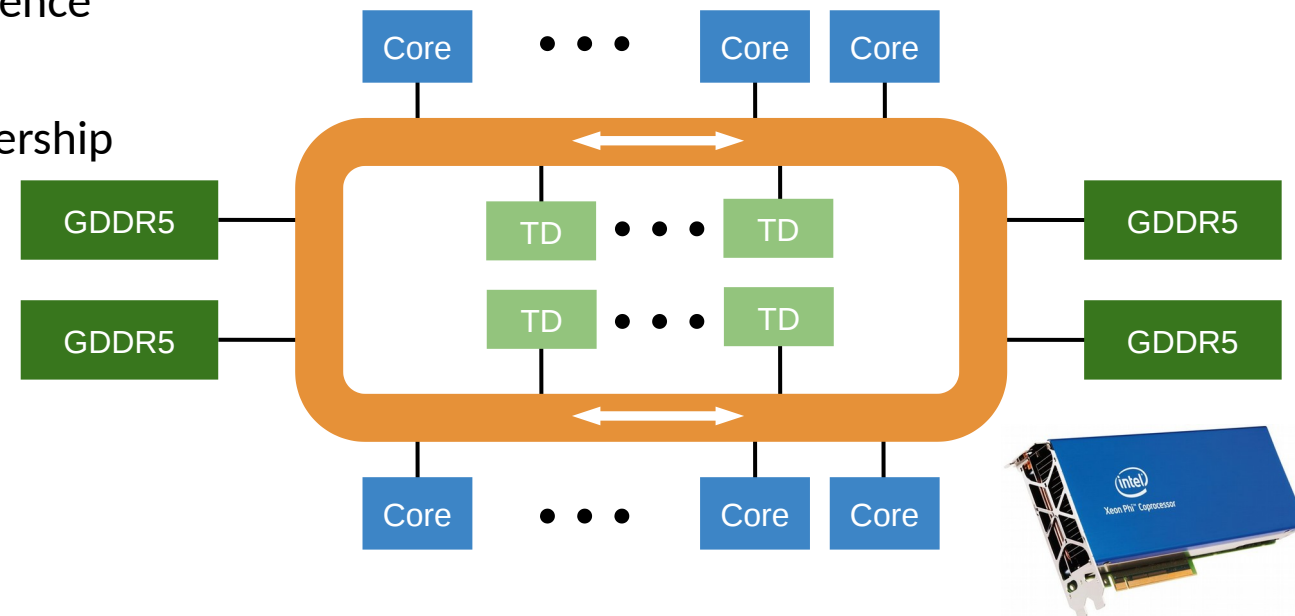 ence
ership
Core
Core
Core
GDDR5
GDDR5
TD
TD
GDDR5
GDDR5
TD
TD
Core
Core
Core
intel
Xeon Phi™ Coprocessor